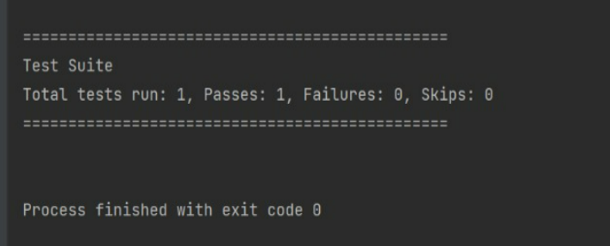 ===============================================
Test Suite
Total tests run: 1, Passes: 1, Failures: 0, Skips: 0
===============================================
Process finished with exit code 0